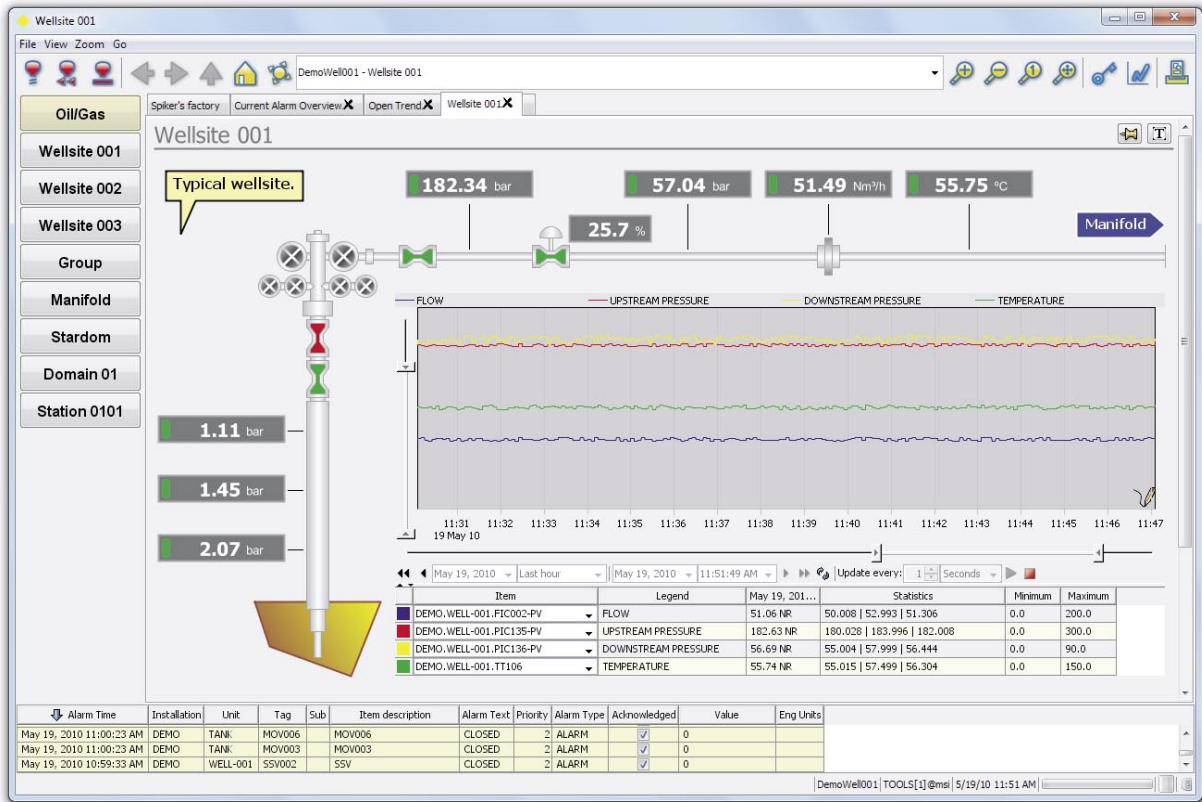 Wellsite 001
File View Zoom Go
DemoWell001 - Wellsite 001
Spiker's factory Current Alarm Overview X Open Trend X Wellsite 001 X
Oil/Gas
Wellsite 001
Wellsite 002
Wellsite 003
Group
Manifold
Stardom
Domain 01
Station 0101
Wellsite 001
T
Typical wellsite.
182.34 bar 57.04 bar 51.49 Nm³/h 55.75 °C
25.7 %
Manifold
FLOW UPSTREAM PRESSURE DOWNSTREAM PRESSURE TEMPERATURE
1.11 bar
1.45 bar
2.07 bar
11:31 11:32 11:33 11:34 11:35 11:36 11:37 11:38 11:39 11:40 11:41 11:42 11:43 11:44 11:45 11:46 11:47
19 May 10
May 19, 2010 Last hour May 19, 2010 11:51:49 AM Update every: 1 Seconds
Item Legend May 19, 201... Statistics Minimum Maximum
DEMO.WELL-001.FIC002-PV FLOW 51.06 NR 50.008 | 52.993 | 51.306 0.0 200.0
DEMO.WELL-001.PIC135-PV UPSTREAM PRESSURE 182.63 NR 180.028 | 183.996 | 182.008 0.0 300.0
DEMO.WELL-001.PIC136-PV DOWNSTREAM PRESSURE 56.69 NR 55.004 | 57.999 | 56.444 0.0 90.0
DEMO.WELL-001.TT106 TEMPERATURE 55.74 NR 55.015 | 57.499 | 56.304 0.0 150.0
Alarm Time Installation Unit Tag Sub Item description Alarm Text Priority Alarm Type Acknowledged Value Eng Units
May 19, 2010 11:00:23 AM DEMO TANK MOV006 MOV006 CLOSED 2 ALARM 0
May 19, 2010 11:00:23 AM DEMO TANK MOV003 MOV003 CLOSED 2 ALARM 0
May 19, 2010 10:59:33 AM DEMO WELL-001 SSV002 SSV CLOSED 2 ALARM 0
DemoWell001 TOOLS[1]@msi 5/19/10 11:51 AM